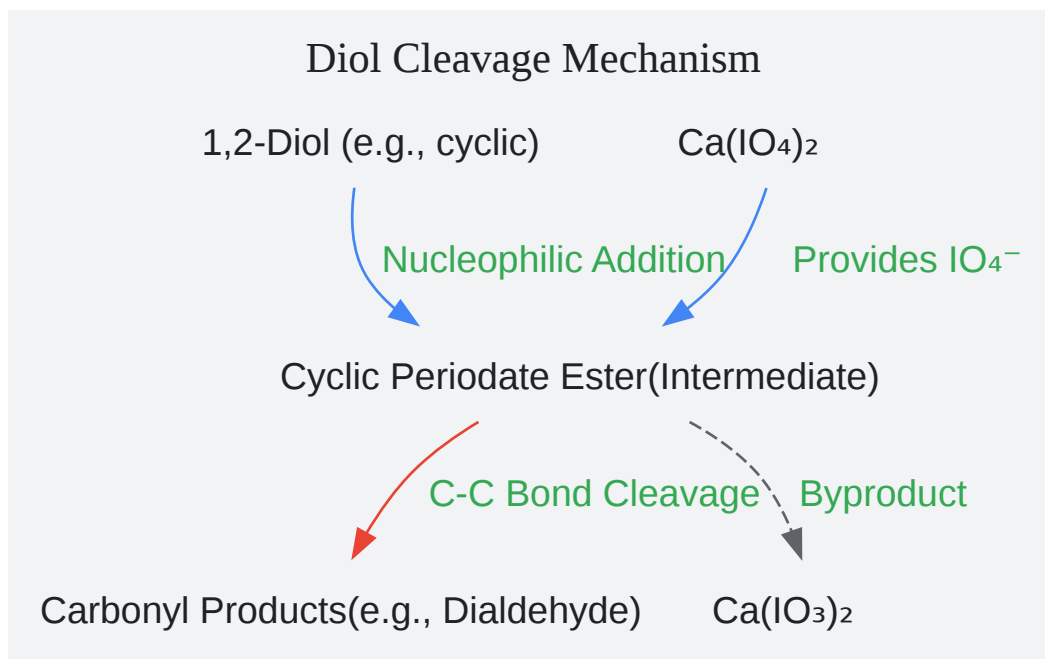 Diol Cleavage Mechanism
1,2-Diol (e.g., cyclic)
Ca(IO₄)₂
Nucleophilic Addition
Provides IO₄⁻
Cyclic Periodate Ester(Intermediate)
C-C Bond Cleavage
Byproduct
Carbonyl Products(e.g., Dialdehyde)
Ca(IO₃)₂